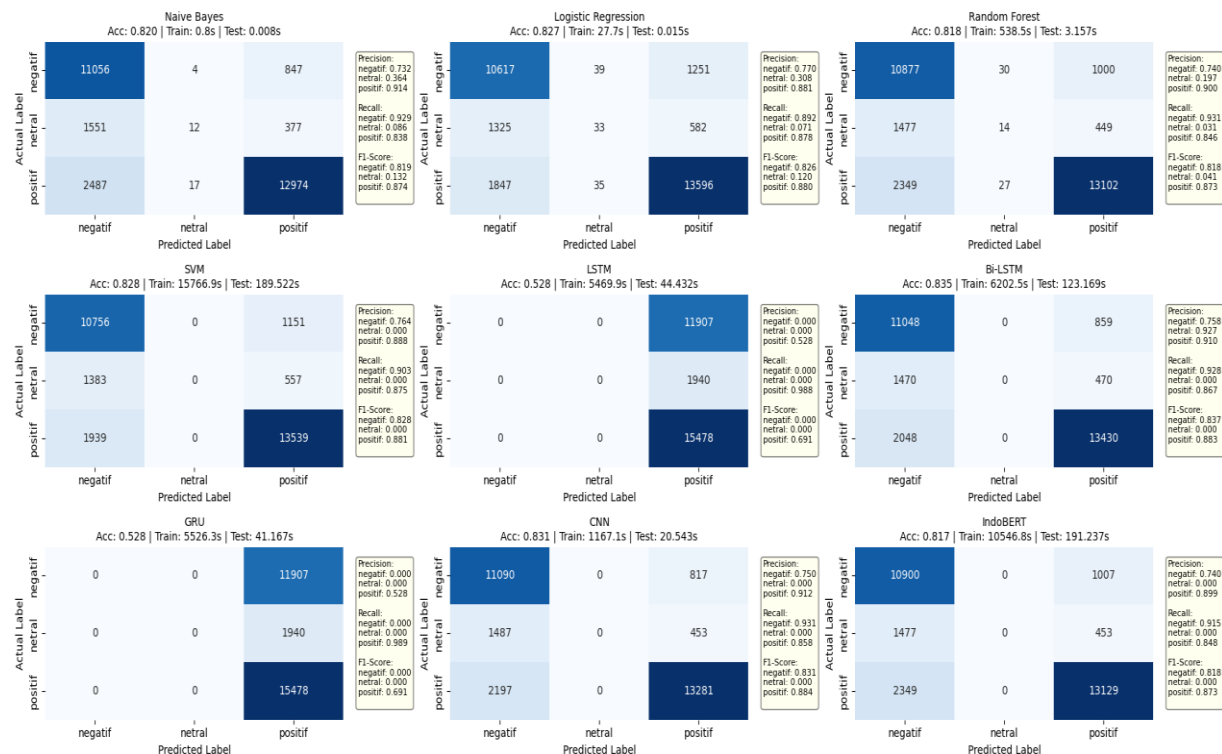 Naive Bayes
Acc: 0.820 | Train: 0.8s | Test: 0.008s
Actual Label
negatif
netral
positif
11056 4 847
1551 12 377
2487 17 12974
negatif netral positif
Predicted Label
Precision:
negatif: 0.732
netral: 0.364
positif: 0.914
Recall:
negatif: 0.929
netral: 0.086
positif: 0.838
F1-Score:
negatif: 0.819
netral: 0.132
positif: 0.874
Logistic Regression
Acc: 0.827 | Train: 27.7s | Test: 0.015s
Actual Label
negatif
netral
positif
10617 39 1251
1325 33 582
1847 35 13596
negatif netral positif
Predicted Label
Precision:
negatif: 0.770
netral: 0.308
positif: 0.881
Recall:
negatif: 0.892
netral: 0.071
positif: 0.878
F1-Score:
negatif: 0.826
netral: 0.120
positif: 0.880
Random Forest
Acc: 0.818 | Train: 538.5s | Test: 3.157s
Actual Label
negatif
netral
positif
10877 30 1000
1477 14 449
2349 27 13102
negatif netral positif
Predicted Label
Precision:
negatif: 0.740
netral: 0.197
positif: 0.900
Recall:
negatif: 0.931
netral: 0.031
positif: 0.846
F1-Score:
negatif: 0.818
netral: 0.041
positif: 0.873
SVM
Acc: 0.828 | Train: 15766.9s | Test: 189.522s
Actual Label
negatif
netral
positif
10756 0 1151
1383 0 557
1939 0 13539
negatif netral positif
Predicted Label
Precision:
negatif: 0.764
netral: 0.000
positif: 0.888
Recall:
negatif: 0.903
netral: 0.000
positif: 0.875
F1-Score:
negatif: 0.828
netral: 0.000
positif: 0.881
LSTM
Acc: 0.528 | Train: 5469.9s | Test: 44.432s
Actual Label
negatif
netral
positif
0 0 11907
0 0 1940
0 0 15478
negatif netral positif
Predicted Label
Precision:
negatif: 0.000
netral: 0.000
positif: 0.528
Recall:
negatif: 0.000
netral: 0.000
positif: 0.988
F1-Score:
negatif: 0.000
netral: 0.000
positif: 0.691
Bi-LSTM
Acc: 0.835 | Train: 6202.5s | Test: 123.169s
Actual Label
negatif
netral
positif
11048 0 859
1470 0 470
2048 0 13430
negatif netral positif
Predicted Label
Precision:
negatif: 0.758
netral: 0.927
positif: 0.910
Recall:
negatif: 0.928
netral: 0.000
positif: 0.867
F1-Score:
negatif: 0.837
netral: 0.000
positif: 0.883
GRU
Acc: 0.528 | Train: 5526.3s | Test: 41.167s
Actual Label
negatif
netral
positif
0 0 11907
0 0 1940
0 0 15478
negatif netral positif
Predicted Label
Precision:
negatif: 0.000
netral: 0.000
positif: 0.528
Recall:
negatif: 0.000
netral: 0.000
positif: 0.989
F1-Score:
negatif: 0.000
netral: 0.000
positif: 0.691
CNN
Acc: 0.831 | Train: 1167.1s | Test: 20.543s
Actual Label
negatif
netral
positif
11090 0 817
1487 0 453
2197 0 13281
negatif netral positif
Predicted Label
Precision:
negatif: 0.750
netral: 0.000
positif: 0.912
Recall:
negatif: 0.931
netral: 0.000
positif: 0.858
F1-Score:
negatif: 0.831
netral: 0.000
positif: 0.884
IndoBERT
Acc: 0.817 | Train: 10546.8s | Test: 191.237s
Actual Label
negatif
netral
positif
10900 0 1007
1477 0 453
2349 0 13129
negatif netral positif
Predicted Label
Precision:
negatif: 0.740
netral: 0.000
positif: 0.899
Recall:
negatif: 0.915
netral: 0.000
positif: 0.848
F1-Score:
negatif: 0.818
netral: 0.000
positif: 0.873